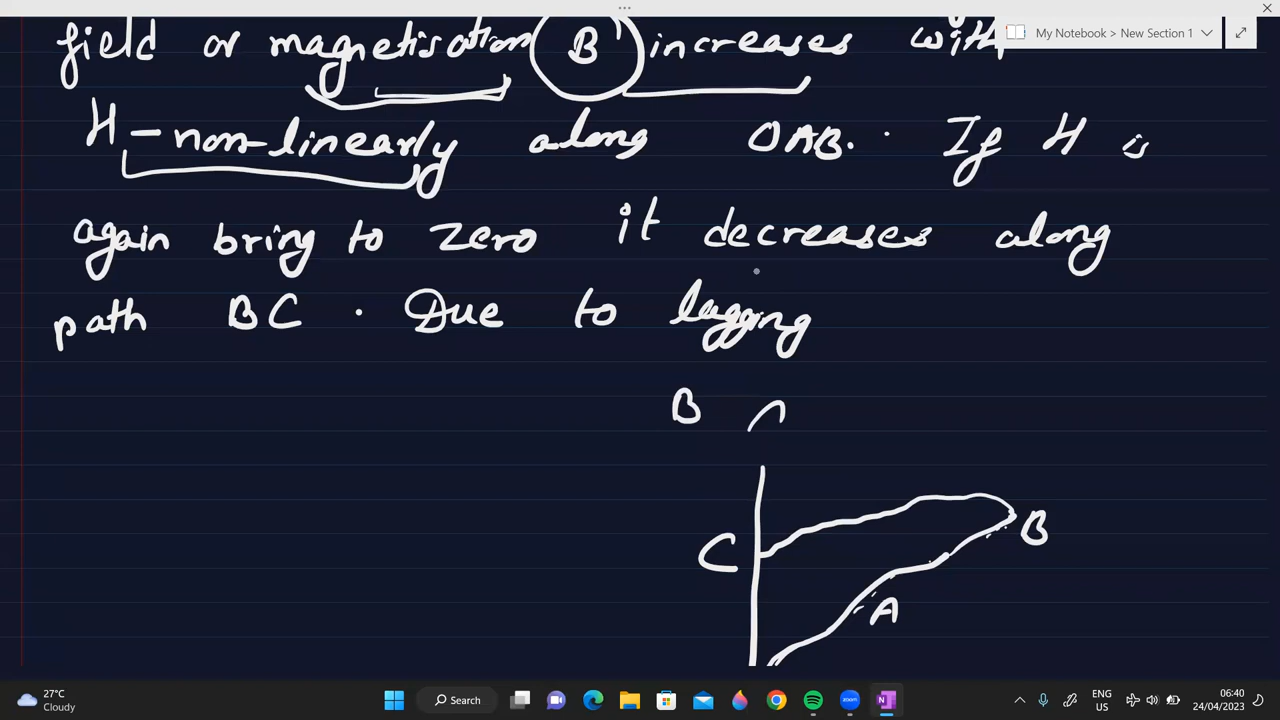 My Notebook > New Section 1
field or magnetisation B increases with
H - non-linearly along OAB. If H is
again bring to zero it decreases along
path BC. Due to lagging
B
C
B
A
27°C
Cloudy
Search
zoom
ENG
US
06:40
24/04/2023